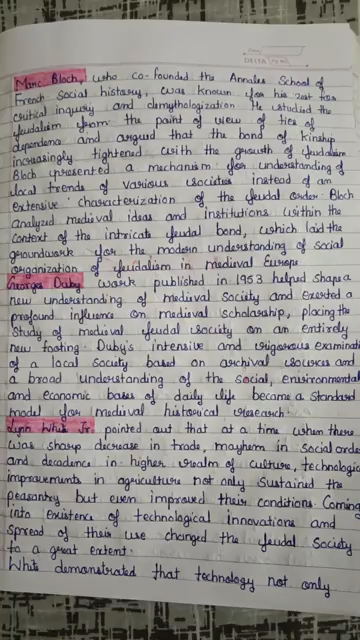 Marc Bloch, who co-founded the Annales School of
French social history, was known for his zest for
critical inquiry and demythologization. He studied the
feudalism from the point of view of ties of
dependence and argued that the bond of kinship
increasingly tightened with the growth of feudalism
Bloch presented a mechanism for understanding of
local trends of various societies instead of an
extensive characterization of the feudal order. Bloch
analyzed medieval ideas and institutions within the
context of the intricate feudal bond, which laid the
groundwork for the modern understanding of social
organization of feudalism in medieval Europe
Georges Duby work published in 1953 helped shape a
new understanding of medieval society and exerted a
profound influence on medieval scholarship, placing the
study of medieval feudal society on an entirely
new footing. Duby's intensive and rigorous examinati
of a local society based on archival sources and
a broad understanding of the social, environmental
and economic bases of daily life became a standard
model for medieval historical research.
Lynn White Jr. pointed out that at a time when there
was sharp decrease in trade, mayhem in social order
and decadence in higher realm of culture, technologic
improvements in agriculture not only sustained the
peasantry but even improved their conditions. Coming
into existence of technological innovations and
spread of their use changed the feudal society
to a great extent.
White demonstrated that technology not only